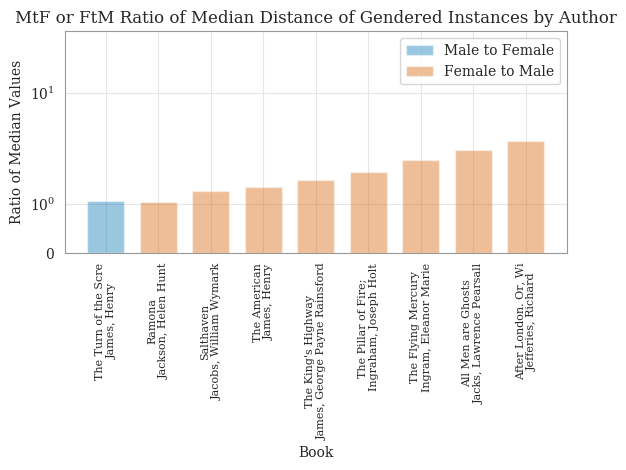 MtF or FtM Ratio of Median Distance of Gendered Instances by Author
Male to Female
Female to Male
Ratio of Median Values
10¹
10⁰
0
The Turn of the Scre
James, Henry
Ramona
Jackson, Helen Hunt
Salthaven
Jacobs, William Wymark
The American
James, Henry
The King's Highway
James, George Payne Rainsford
The Pillar of Fire;
Ingraham, Joseph Holt
The Flying Mercury
Ingram, Eleanor Marie
All Men are Ghosts
Jacks, Lawrence Pearsall
After London. Or, Wi
Jefferies, Richard
Book